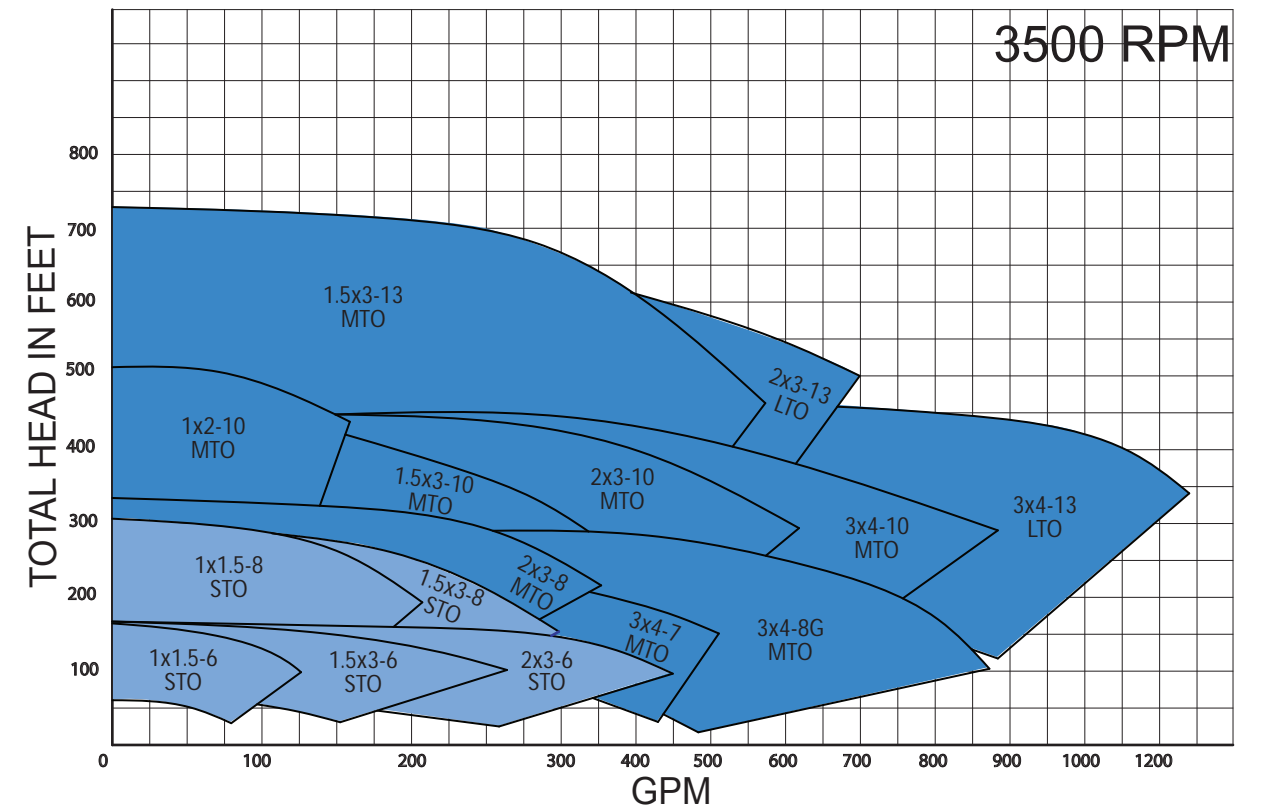 3500 RPM
TOTAL HEAD IN FEET
800
700
600
500
400
300
200
100
1.5x3-13
MTO
2x3-13
LTO
1x2-10
MTO
1.5x3-10
MTO
2x3-10
MTO
3x4-10
MTO
3x4-13
LTO
1x1.5-8
STO
1.5x3-8
STO
2x3-8
MTO
3x4-7
MTO
3x4-8G
MTO
1x1.5-6
STO
1.5x3-6
STO
2x3-6
STO
0 100 200 300 400 500 600 700 800 900 1000 1200
GPM